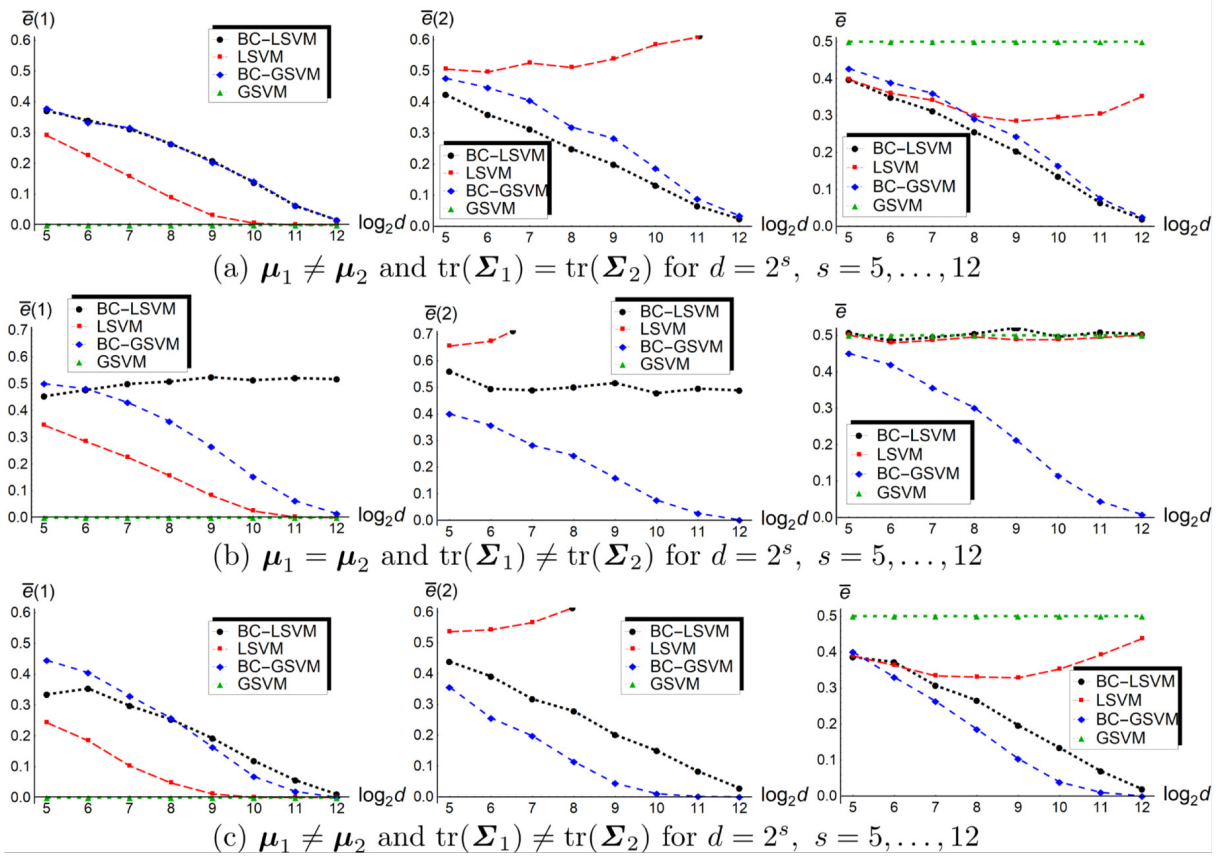 e̅(1)
0.6
0.5
0.4
0.3
0.2
0.1
0.0
5 6 7 8 9 10 11 12
log₂d
BC−LSVM
LSVM
BC−GSVM
GSVM
e̅(2)
0.6
0.5
0.4
0.3
0.2
0.1
0.0
5 6 7 8 9 10 11 12
log₂d
BC−LSVM
LSVM
BC−GSVM
GSVM
e̅
0.5
0.4
0.3
0.2
0.1
0.0
5 6 7 8 9 10 11 12
log₂d
BC−LSVM
LSVM
BC−GSVM
GSVM
(a) μ₁ ≠ μ₂ and tr(Σ₁) = tr(Σ₂) for d = 2ˢ, s = 5, . . . , 12
e̅(1)
0.7
0.6
0.5
0.4
0.3
0.2
0.1
0.0
5 6 7 8 9 10 11 12
log₂d
BC−LSVM
LSVM
BC−GSVM
GSVM
e̅(2)
0.7
0.6
0.5
0.4
0.3
0.2
0.1
0.0
5 6 7 8 9 10 11 12
log₂d
BC−LSVM
LSVM
BC−GSVM
GSVM
e̅
0.5
0.4
0.3
0.2
0.1
0.0
5 6 7 8 9 10 11 12
log₂d
BC−LSVM
LSVM
BC−GSVM
GSVM
(b) μ₁ = μ₂ and tr(Σ₁) ≠ tr(Σ₂) for d = 2ˢ, s = 5, . . . , 12
e̅(1)
0.6
0.5
0.4
0.3
0.2
0.1
0.0
5 6 7 8 9 10 11 12
log₂d
BC−LSVM
LSVM
BC−GSVM
GSVM
e̅(2)
0.6
0.5
0.4
0.3
0.2
0.1
0.0
5 6 7 8 9 10 11 12
log₂d
BC−LSVM
LSVM
BC−GSVM
GSVM
e̅
0.5
0.4
0.3
0.2
0.1
0.0
5 6 7 8 9 10 11 12
log₂d
BC−LSVM
LSVM
BC−GSVM
GSVM
(c) μ₁ ≠ μ₂ and tr(Σ₁) ≠ tr(Σ₂) for d = 2ˢ, s = 5, . . . , 12